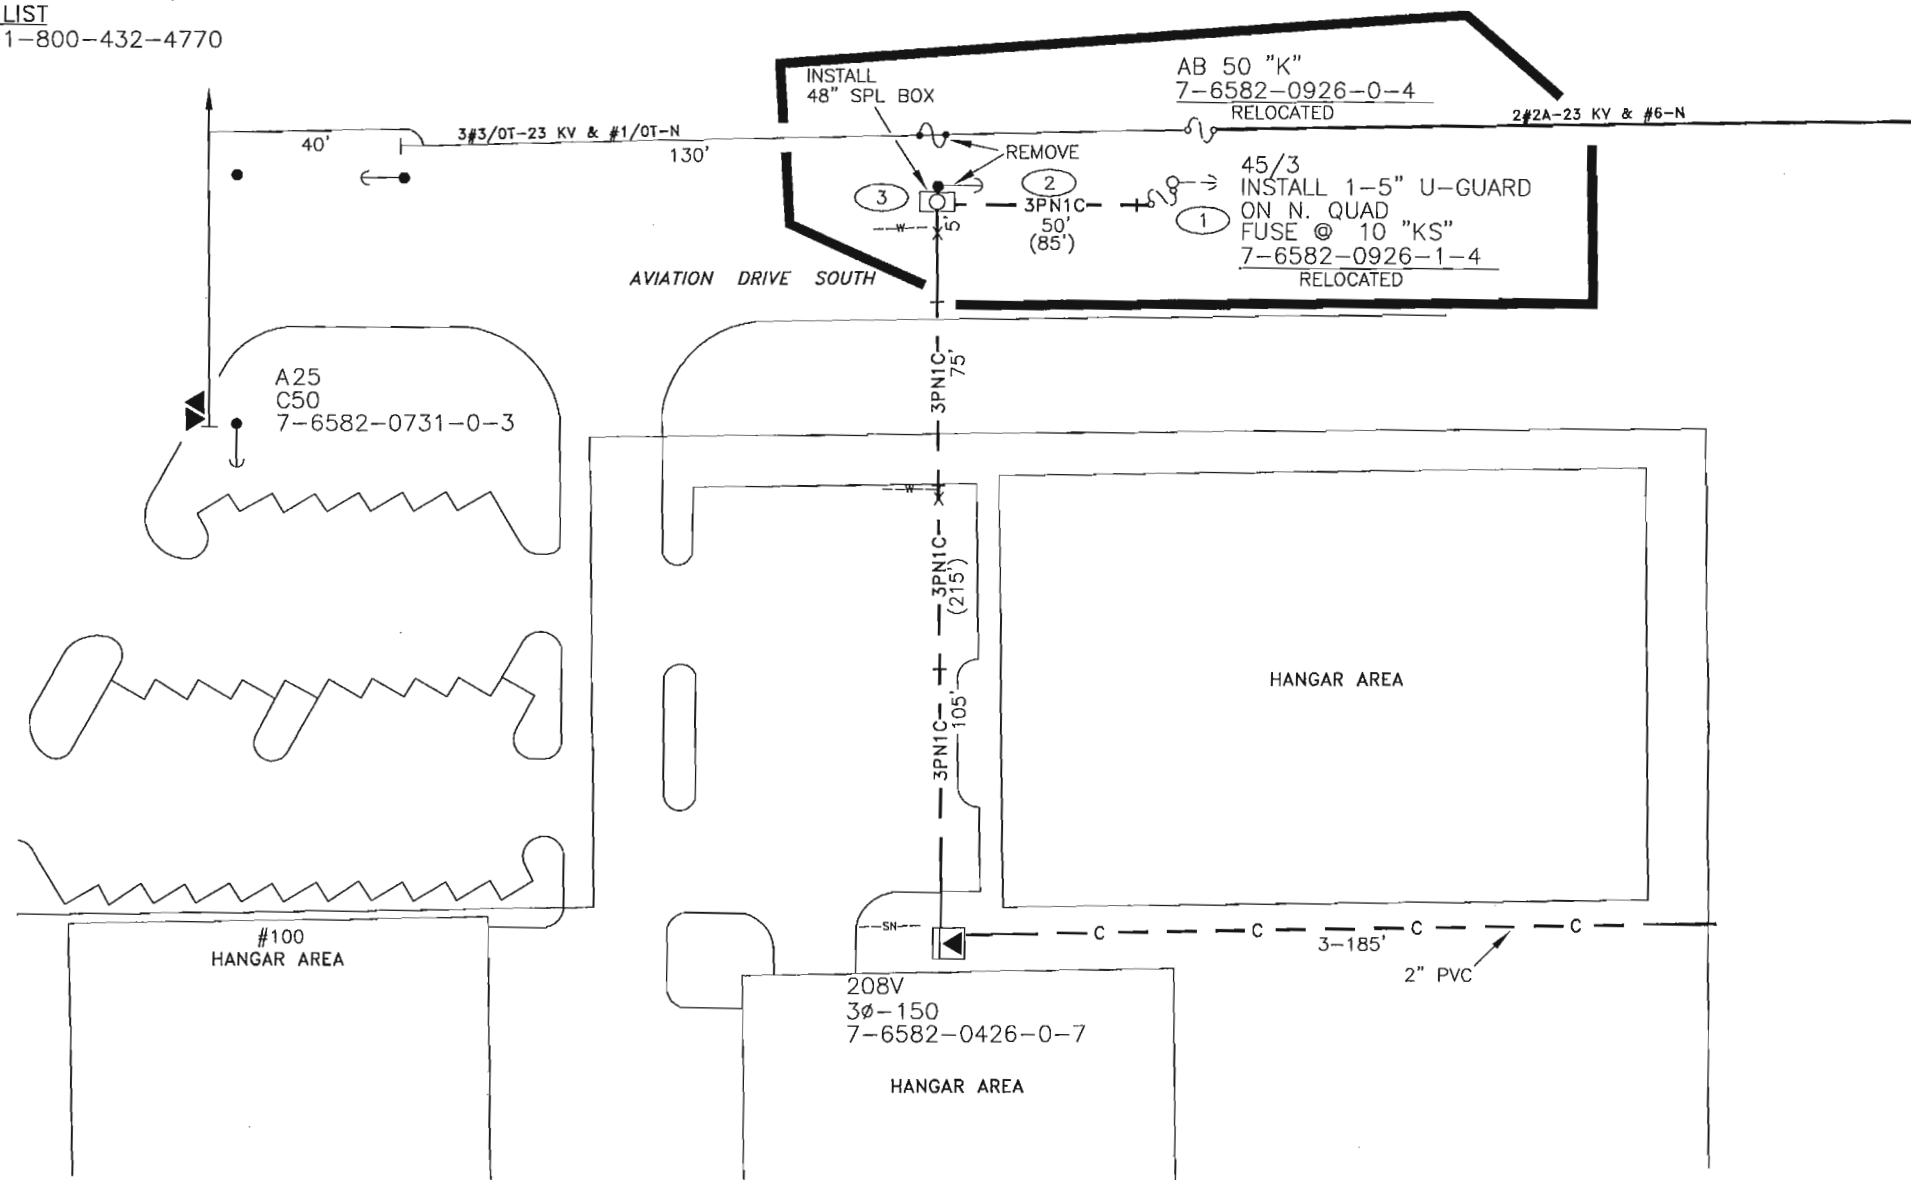 LIST
1-800-432-4770
INSTALL
48" SPL BOX
AB 50 "K"
7-6582-0926-0-4
RELOCATED
2#2A-23 KV & #6-N
40'
3#3/0T-23 KV & #1/0T-N
130'
REMOVE
3
2
1
W
5'
3PN1C
50'
(85')
45/3
INSTALL 1-5" U-GUARD
ON N. QUAD
FUSE @ 10 "KS"
7-6582-0926-1-4
RELOCATED
AVIATION DRIVE SOUTH
3PN1C
75'
A25
C50
7-6582-0731-0-3
W
3PN1C
(215')
HANGAR AREA
3PN1C
105'
#100
HANGAR AREA
SN
C C C C
3-185'
2" PVC
208V
3ø-150
7-6582-0426-0-7
HANGAR AREA